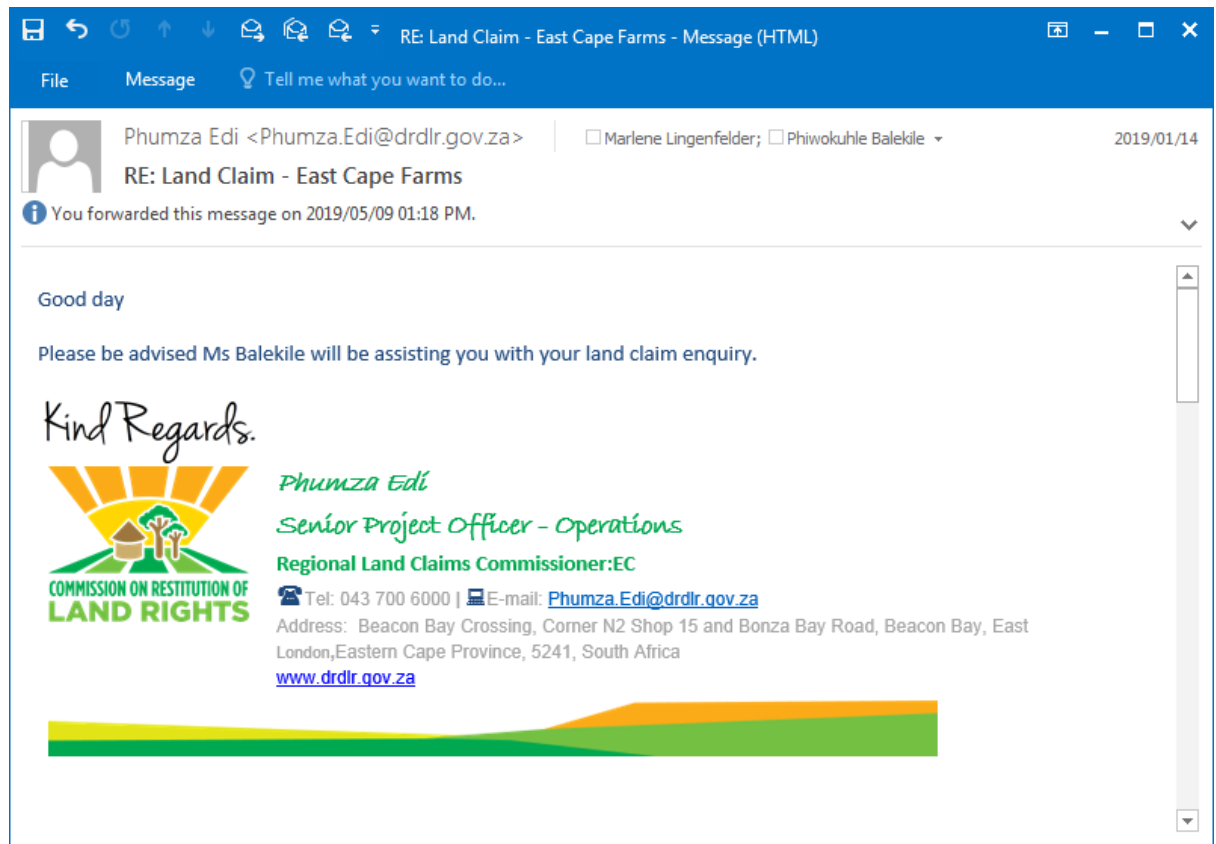 RE: Land Claim - East Cape Farms - Message (HTML)
File Message Tell me what you want to do...
Phumza Edi <Phumza.Edi@drdlr.gov.za> Marlene Lingenfelder; Phiwokuhle Balekile 2019/01/14
RE: Land Claim - East Cape Farms
You forwarded this message on 2019/05/09 01:18 PM.
Good day
Please be advised Ms Balekile will be assisting you with your land claim enquiry.
Kind Regards.
Phumza Edi
Senior Project Officer - Operations
Regional Land Claims Commissioner:EC
COMMISSION ON RESTITUTION OF
LAND RIGHTS
Tel: 043 700 6000 | E-mail: Phumza.Edi@drdlr.gov.za
Address: Beacon Bay Crossing, Corner N2 Shop 15 and Bonza Bay Road, Beacon Bay, East
London,Eastern Cape Province, 5241, South Africa
www.drdlr.gov.za